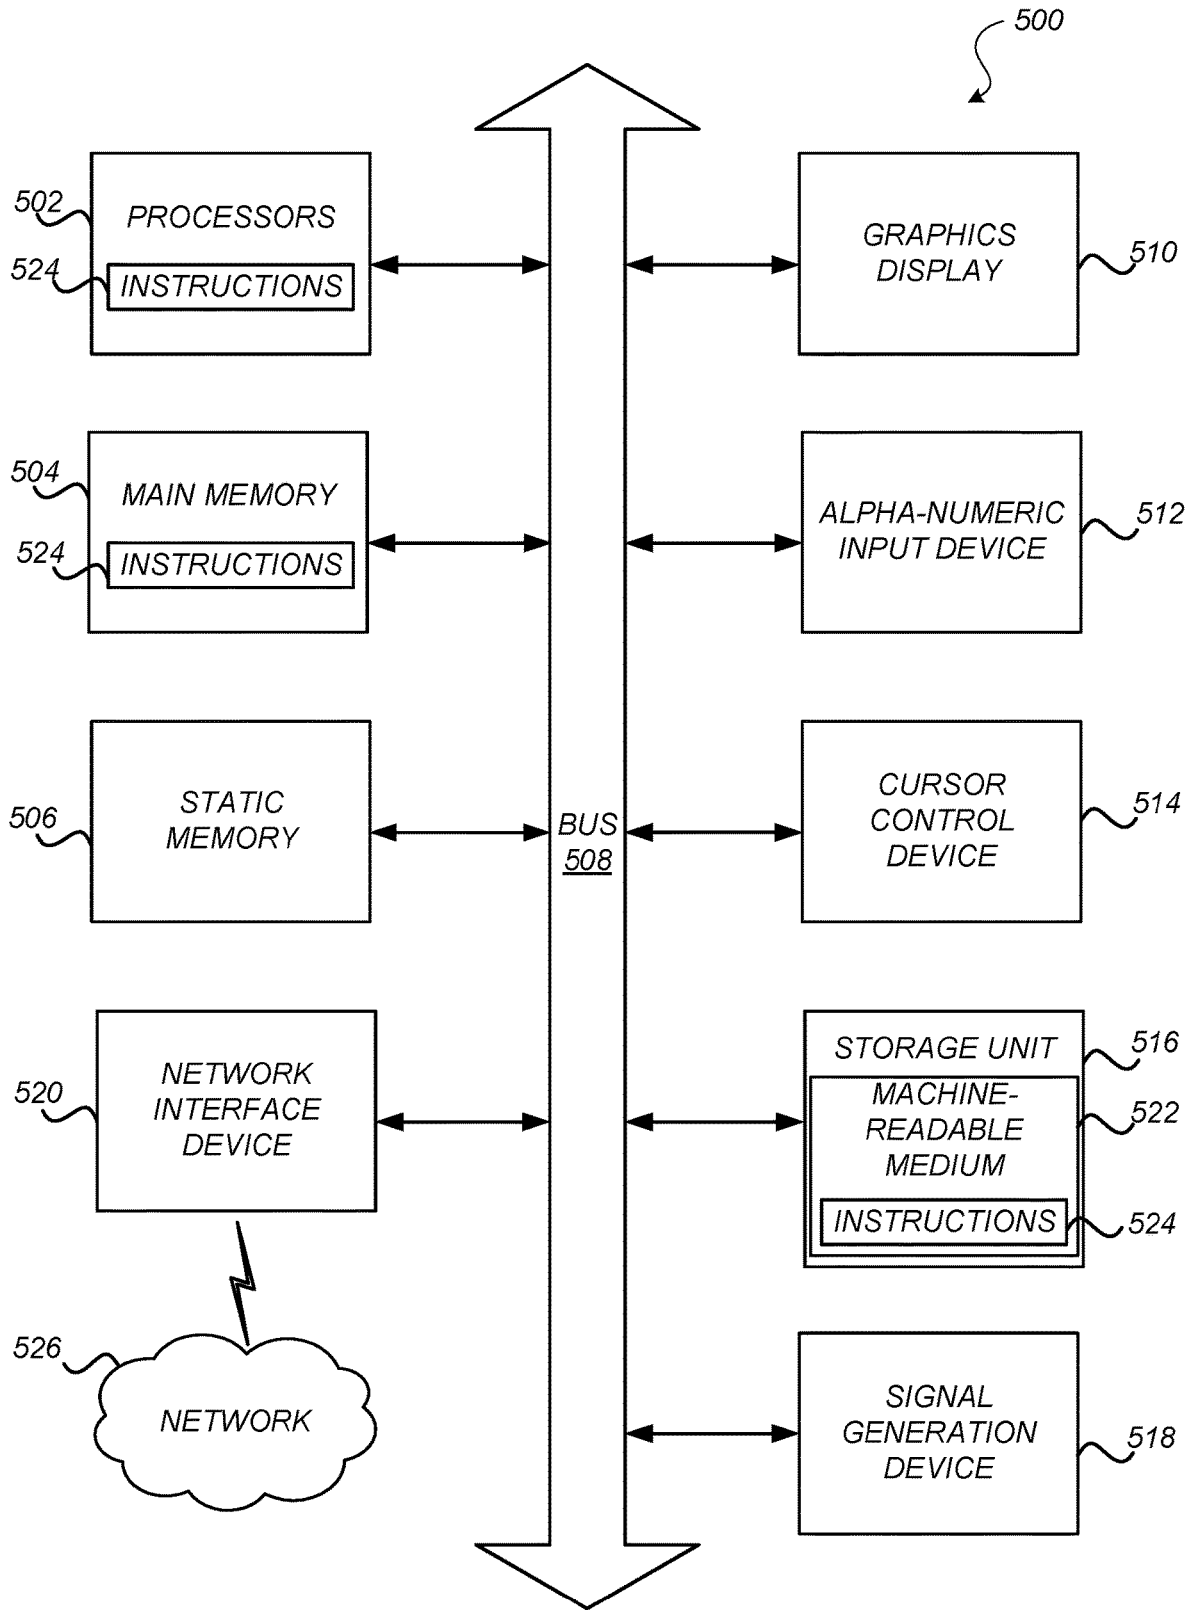 500
502
PROCESSORS
524
INSTRUCTIONS
GRAPHICS
DISPLAY
510
504
MAIN MEMORY
524
INSTRUCTIONS
ALPHA-NUMERIC
INPUT DEVICE
512
506
STATIC
MEMORY
BUS
508
CURSOR
CONTROL
DEVICE
514
520
NETWORK
INTERFACE
DEVICE
STORAGE UNIT
516
MACHINE-
READABLE
MEDIUM
522
INSTRUCTIONS
524
526
NETWORK
SIGNAL
GENERATION
DEVICE
518